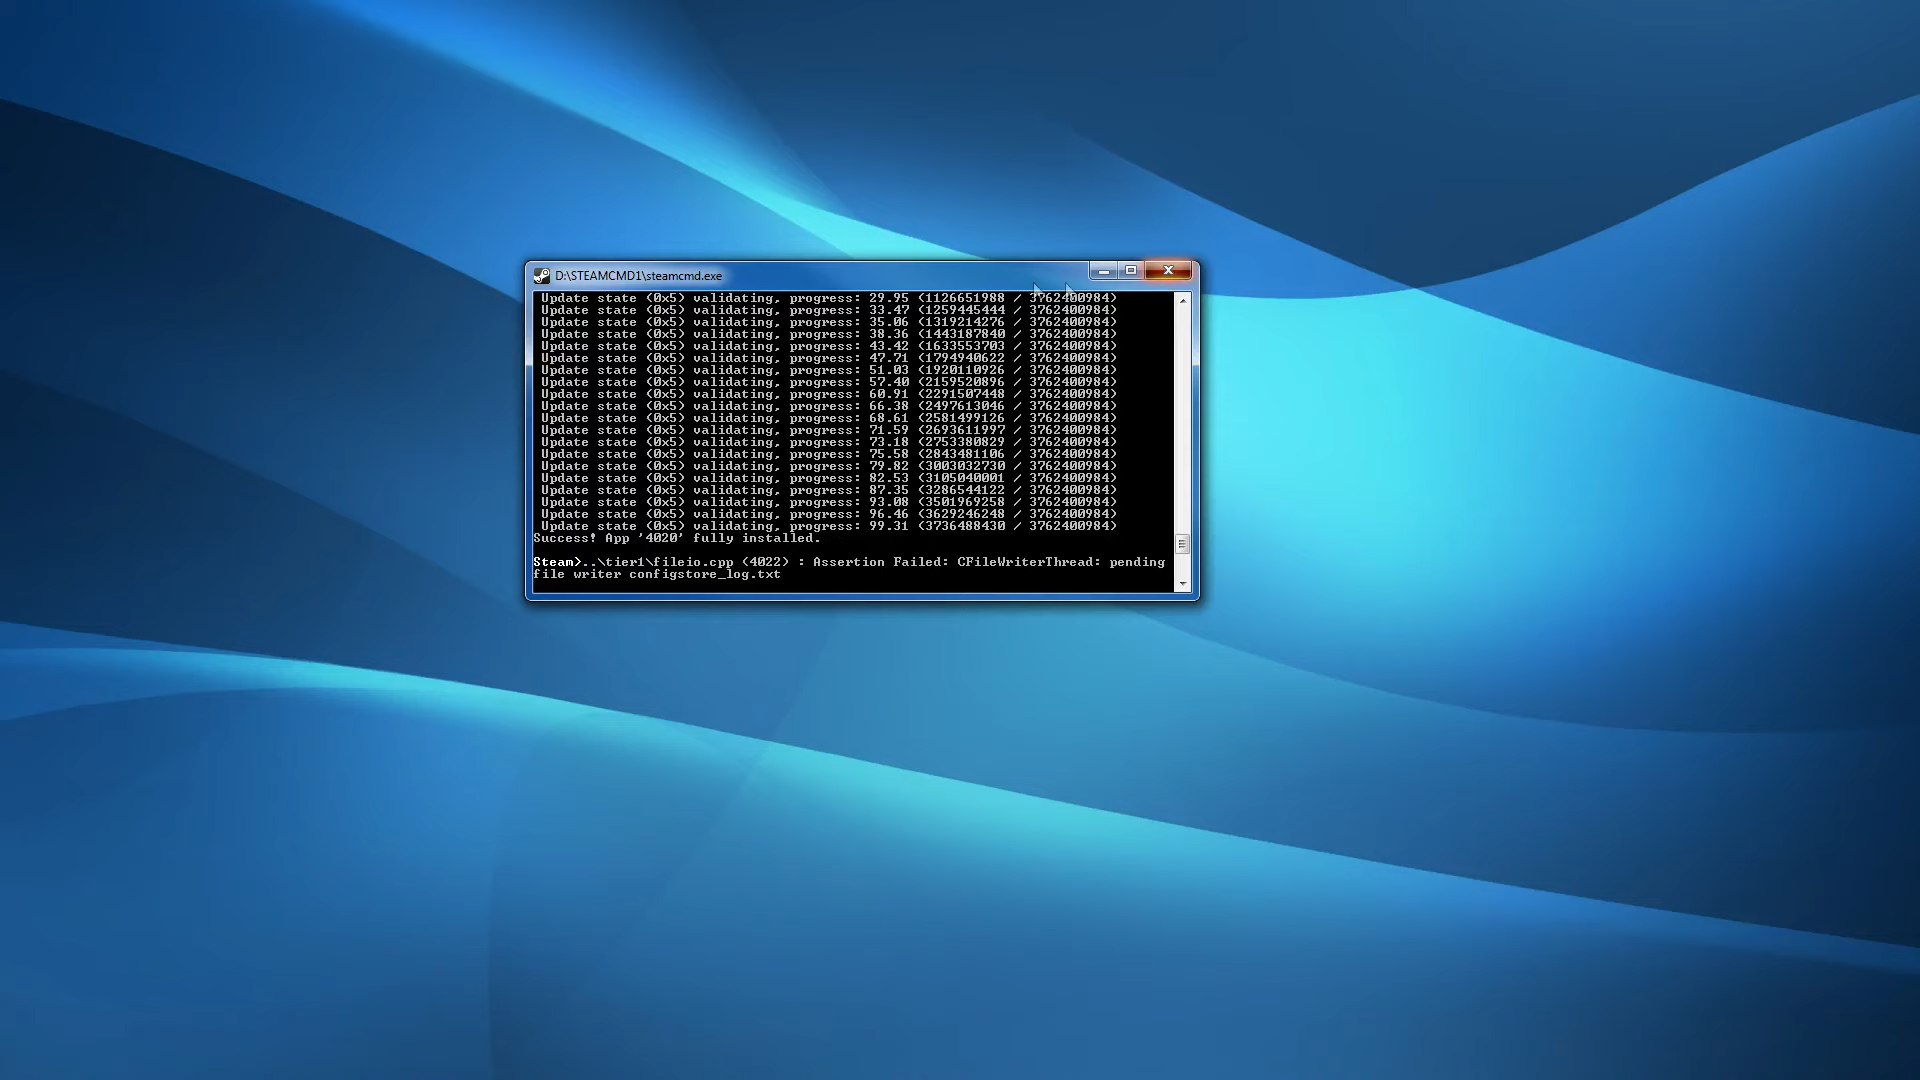 D:\STEAMCMD1\steamcmd.exe
Update state (0x5) validating, progress: 29.95 (1126651988 / 3762400984)
Update state (0x5) validating, progress: 33.47 (1259445444 / 3762400984)
Update state (0x5) validating, progress: 35.06 (1319214276 / 3762400984)
Update state (0x5) validating, progress: 38.36 (1443187840 / 3762400984)
Update state (0x5) validating, progress: 43.42 (1633553703 / 3762400984)
Update state (0x5) validating, progress: 47.71 (1794940622 / 3762400984)
Update state (0x5) validating, progress: 51.03 (1920110926 / 3762400984)
Update state (0x5) validating, progress: 57.40 (2159520896 / 3762400984)
Update state (0x5) validating, progress: 60.91 (2291507448 / 3762400984)
Update state (0x5) validating, progress: 66.38 (2497613046 / 3762400984)
Update state (0x5) validating, progress: 68.61 (2581499126 / 3762400984)
Update state (0x5) validating, progress: 71.59 (2693611997 / 3762400984)
Update state (0x5) validating, progress: 73.18 (2753380829 / 3762400984)
Update state (0x5) validating, progress: 75.58 (2843481106 / 3762400984)
Update state (0x5) validating, progress: 79.82 (3003032730 / 3762400984)
Update state (0x5) validating, progress: 82.53 (3105040001 / 3762400984)
Update state (0x5) validating, progress: 87.35 (3286544122 / 3762400984)
Update state (0x5) validating, progress: 93.08 (3501969258 / 3762400984)
Update state (0x5) validating, progress: 96.46 (3629246248 / 3762400984)
Update state (0x5) validating, progress: 99.31 (3736488430 / 3762400984)
Success! App '4020' fully installed.
Steam>..\tier1\fileio.cpp (4022) : Assertion Failed: CFileWriterThread: pending
file writer configstore_log.txt